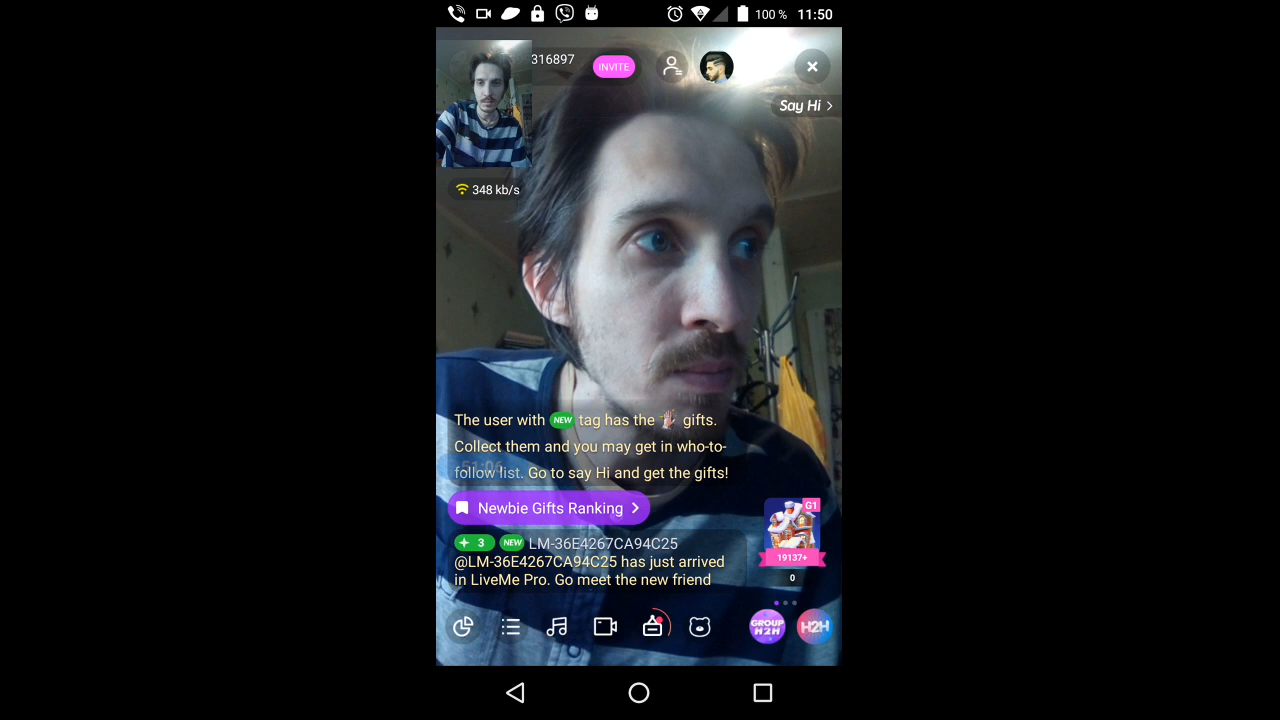 100 % 11:50
316897
INVITE
Say Hi >
348 kb/s
The user with NEW tag has the gifts.
Collect them and you may get in who-to-
follow list. Go to say Hi and get the gifts!
Newbie Gifts Ranking >
G1
3 NEW LM-36E4267CA94C25
@LM-36E4267CA94C25 has just arrived
in LiveMe Pro. Go meet the new friend
19137+
0
GROUP
H2H
H2H